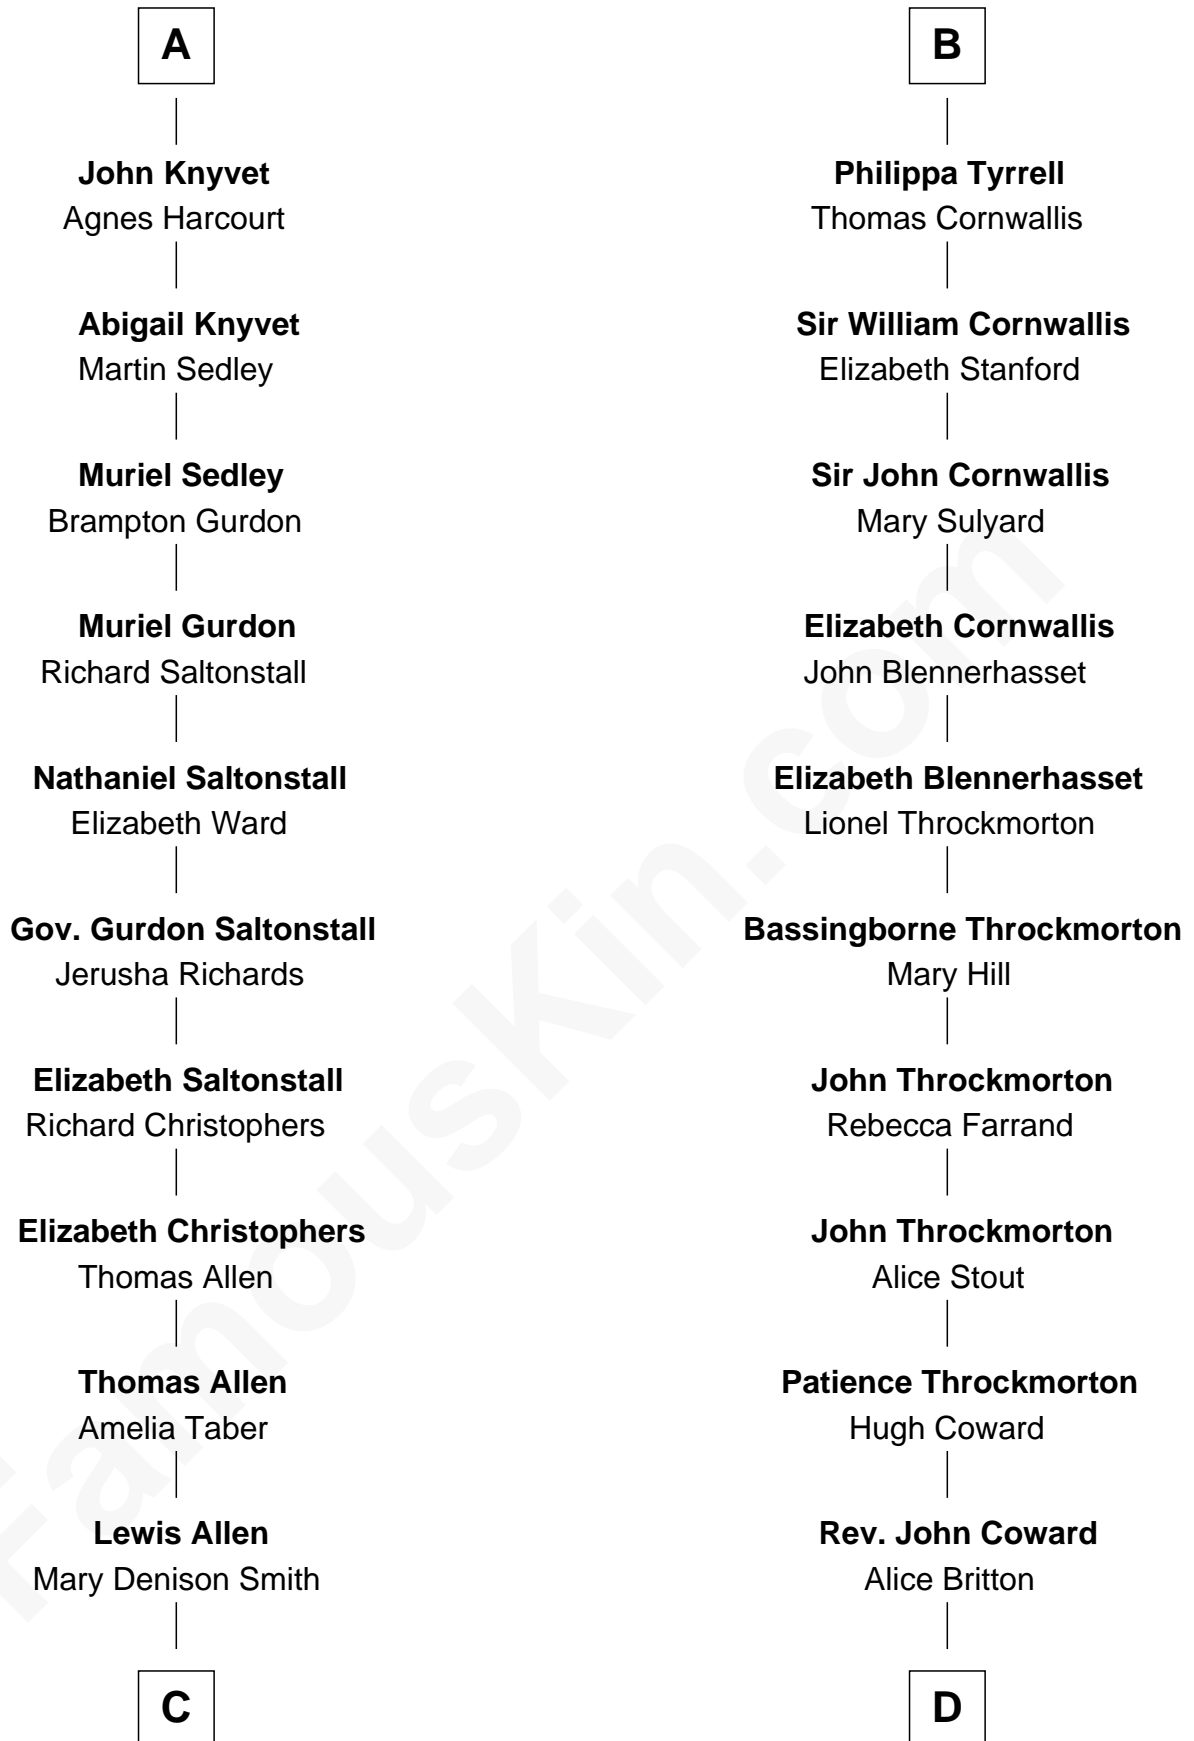 A
John Knyvet
Agnes Harcourt
Abigail Knyvet
Martin Sedley
Muriel Sedley
Brampton Gurdon
Muriel Gurdon
Richard Saltonstall
Nathaniel Saltonstall
Elizabeth Ward
Gov. Gurdon Saltonstall
Jerusha Richards
Elizabeth Saltonstall
Richard Christophers
Elizabeth Christophers
Thomas Allen
Thomas Allen
Amelia Taber
Lewis Allen
Mary Denison Smith
C
B
Philippa Tyrrell
Thomas Cornwallis
Sir William Cornwallis
Elizabeth Stanford
Sir John Cornwallis
Mary Sulyard
Elizabeth Cornwallis
John Blennerhasset
Elizabeth Blennerhasset
Lionel Throckmorton
Bassingborne Throckmorton
Mary Hill
John Throckmorton
Rebecca Farrand
John Throckmorton
Alice Stout
Patience Throckmorton
Hugh Coward
Rev. John Coward
Alice Britton
D
FamousKin.com